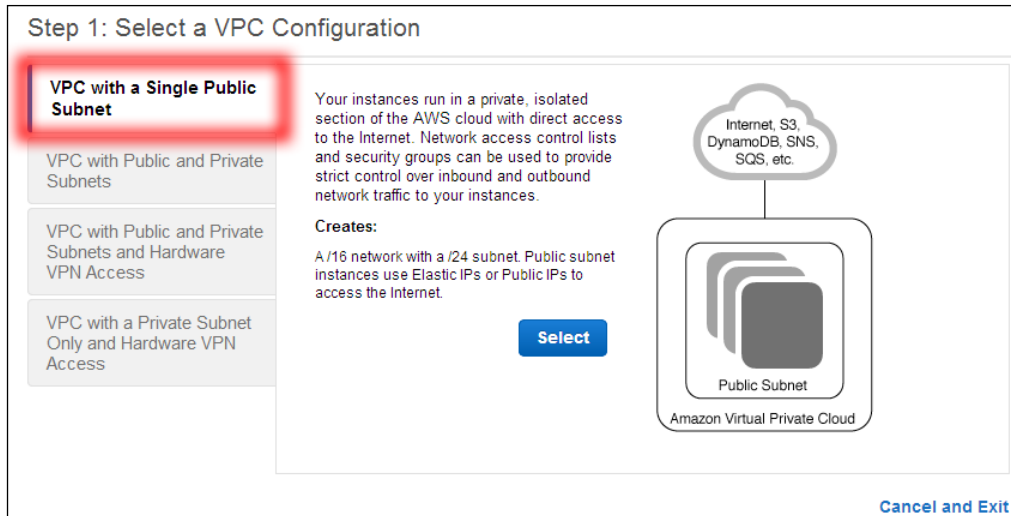 Step 1: Select a VPC Configuration
VPC with a Single Public
Subnet
VPC with Public and Private
Subnets
VPC with Public and Private
Subnets and Hardware
VPN Access
VPC with a Private Subnet
Only and Hardware VPN
Access
Your instances run in a private, isolated
section of the AWS cloud with direct access
to the Internet. Network access control lists
and security groups can be used to provide
strict control over inbound and outbound
network traffic to your instances.
Creates:
A /16 network with a /24 subnet. Public subnet
instances use Elastic IPs or Public IPs to
access the Internet.
Select
Internet, S3,
DynamoDB, SNS,
SQS, etc.
Public Subnet
Amazon Virtual Private Cloud
Cancel and Exit